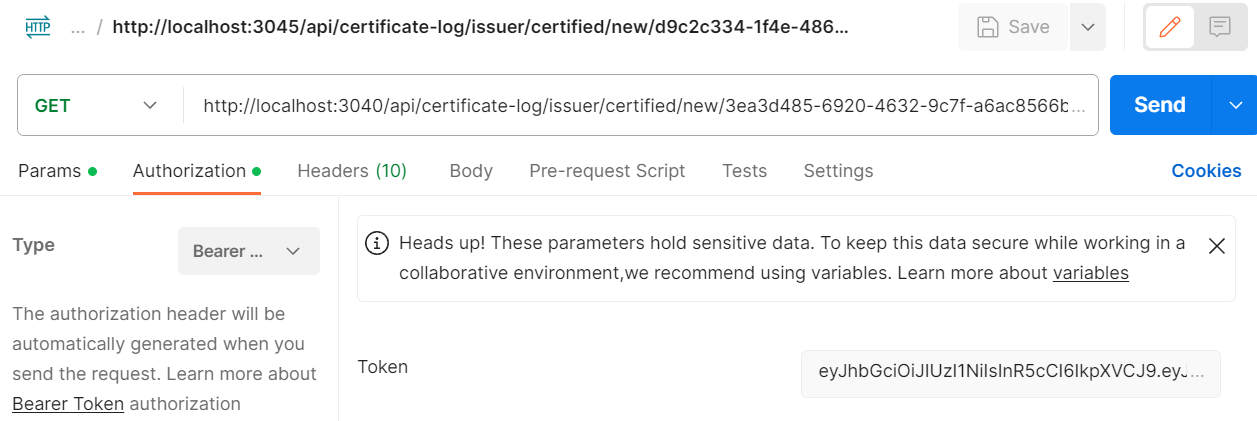 HTTP ... / http://localhost:3045/api/certificate-log/issuer/certified/new/d9c2c334-1f4e-486... Save
GET http://localhost:3040/api/certificate-log/issuer/certified/new/3ea3d485-6920-4632-9c7f-a6ac8566b... Send
Params Authorization Headers (10) Body Pre-request Script Tests Settings Cookies
Type Bearer ...
The authorization header will be
automatically generated when you
send the request. Learn more about
Bearer Token authorization
Heads up! These parameters hold sensitive data. To keep this data secure while working in a
collaborative environment,we recommend using variables. Learn more about variables
Token eyJhbGciOiJIUzI1NiIsInR5cCI6IkpXVCJ9.eyJ...